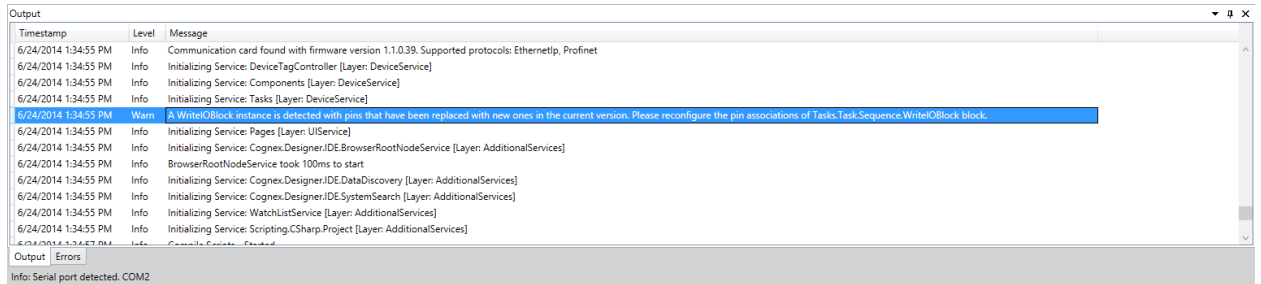 Output
Timestamp Level Message
6/24/2014 1:34:55 PM Info Communication card found with firmware version 1.1.0.39. Supported protocols: EthernetIp, Profinet
6/24/2014 1:34:55 PM Info Initializing Service: DeviceTagController [Layer: DeviceService]
6/24/2014 1:34:55 PM Info Initializing Service: Components [Layer: DeviceService]
6/24/2014 1:34:55 PM Info Initializing Service: Tasks [Layer: DeviceService]
6/24/2014 1:34:55 PM Warn A WriteIOBlock instance is detected with pins that have been replaced with new ones in the current version. Please reconfigure the pin associations of Tasks.Task.Sequence.WriteIOBlock block.
6/24/2014 1:34:55 PM Info Initializing Service: Pages [Layer: UIService]
6/24/2014 1:34:55 PM Info Initializing Service: Cognex.Designer.IDE.BrowserRootNodeService [Layer: AdditionalServices]
6/24/2014 1:34:55 PM Info BrowserRootNodeService took 100ms to start
6/24/2014 1:34:55 PM Info Initializing Service: Cognex.Designer.IDE.DataDiscovery [Layer: AdditionalServices]
6/24/2014 1:34:55 PM Info Initializing Service: Cognex.Designer.IDE.SystemSearch [Layer: AdditionalServices]
6/24/2014 1:34:55 PM Info Initializing Service: WatchListService [Layer: AdditionalServices]
6/24/2014 1:34:55 PM Info Initializing Service: Scripting.CSharp.Project [Layer: AdditionalServices]
6/24/2014 1:34:57 PM Info Compile Scripts - Started
Output Errors
Info: Serial port detected. COM2